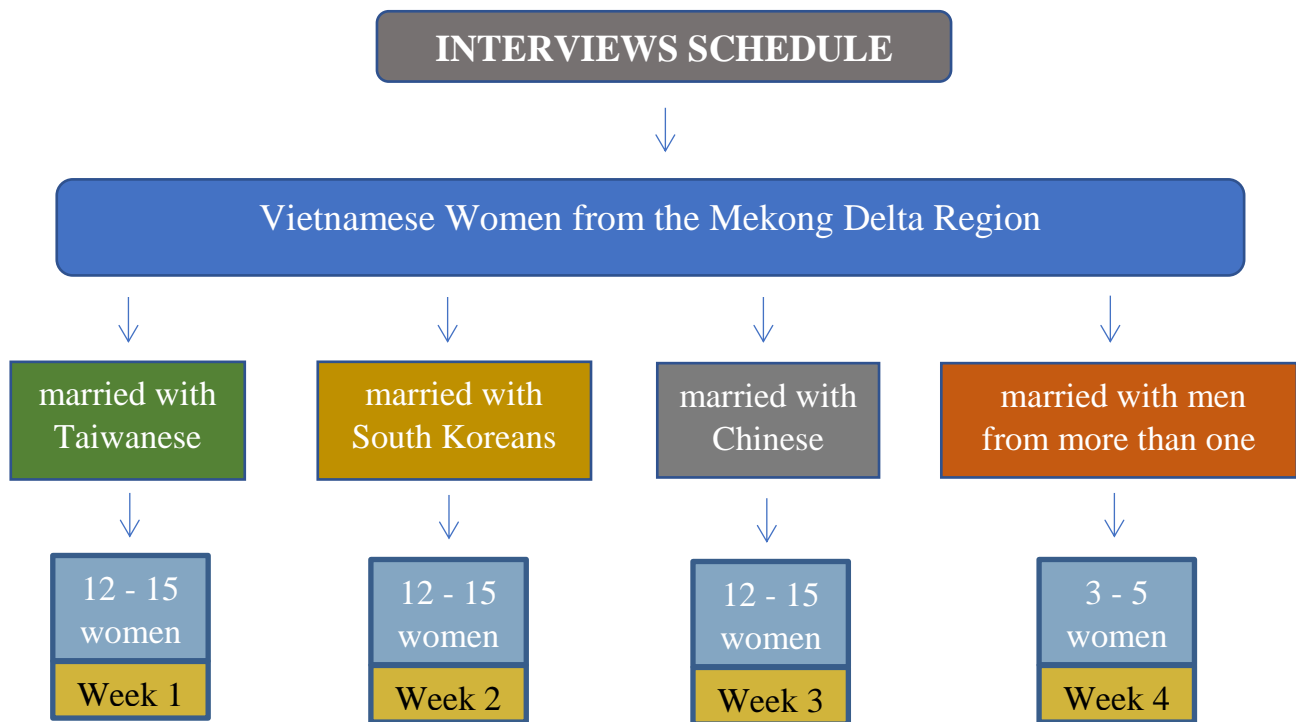 INTERVIEWS SCHEDULE
Vietnamese Women from the Mekong Delta Region
married with
Taiwanese
married with
South Koreans
married with
Chinese
married with men
from more than one
12 - 15
women
Week 1
12 - 15
women
Week 2
12 - 15
women
Week 3
3 - 5
women
Week 4